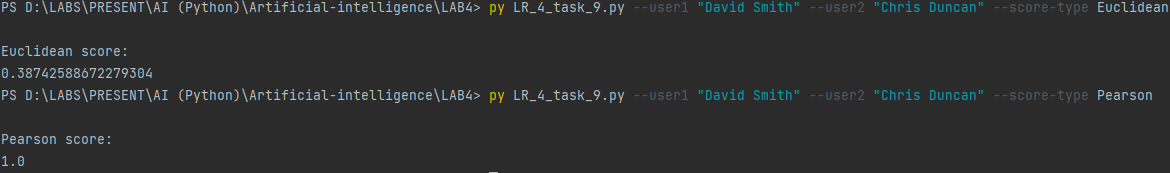 PS D:\LABS\PRESENT\AI (Python)\Artificial-intelligence\LAB4> py LR_4_task_9.py --user1 "David Smith" --user2 "Chris Duncan" --score-type Euclidean
Euclidean score:
0.38742588672279304
PS D:\LABS\PRESENT\AI (Python)\Artificial-intelligence\LAB4> py LR_4_task_9.py --user1 "David Smith" --user2 "Chris Duncan" --score-type Pearson
Pearson score:
1.0